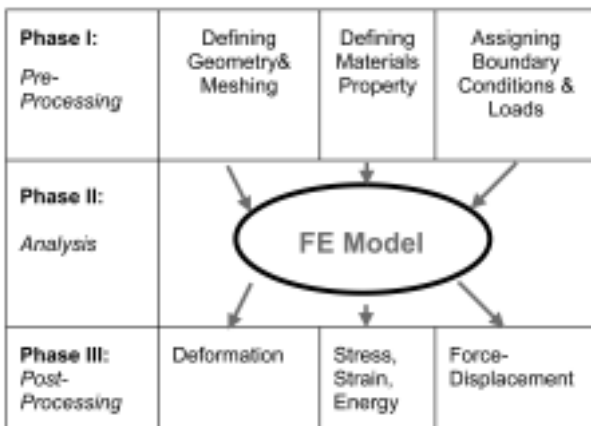 Phase I:
Pre-
Processing
Defining
Geometry&
Meshing
Defining
Materials
Property
Assigning
Boundary
Conditions &
Loads
Phase II:
Analysis
FE Model
Phase III:
Post-
Processing
Deformation
Stress,
Strain,
Energy
Force-
Displacement